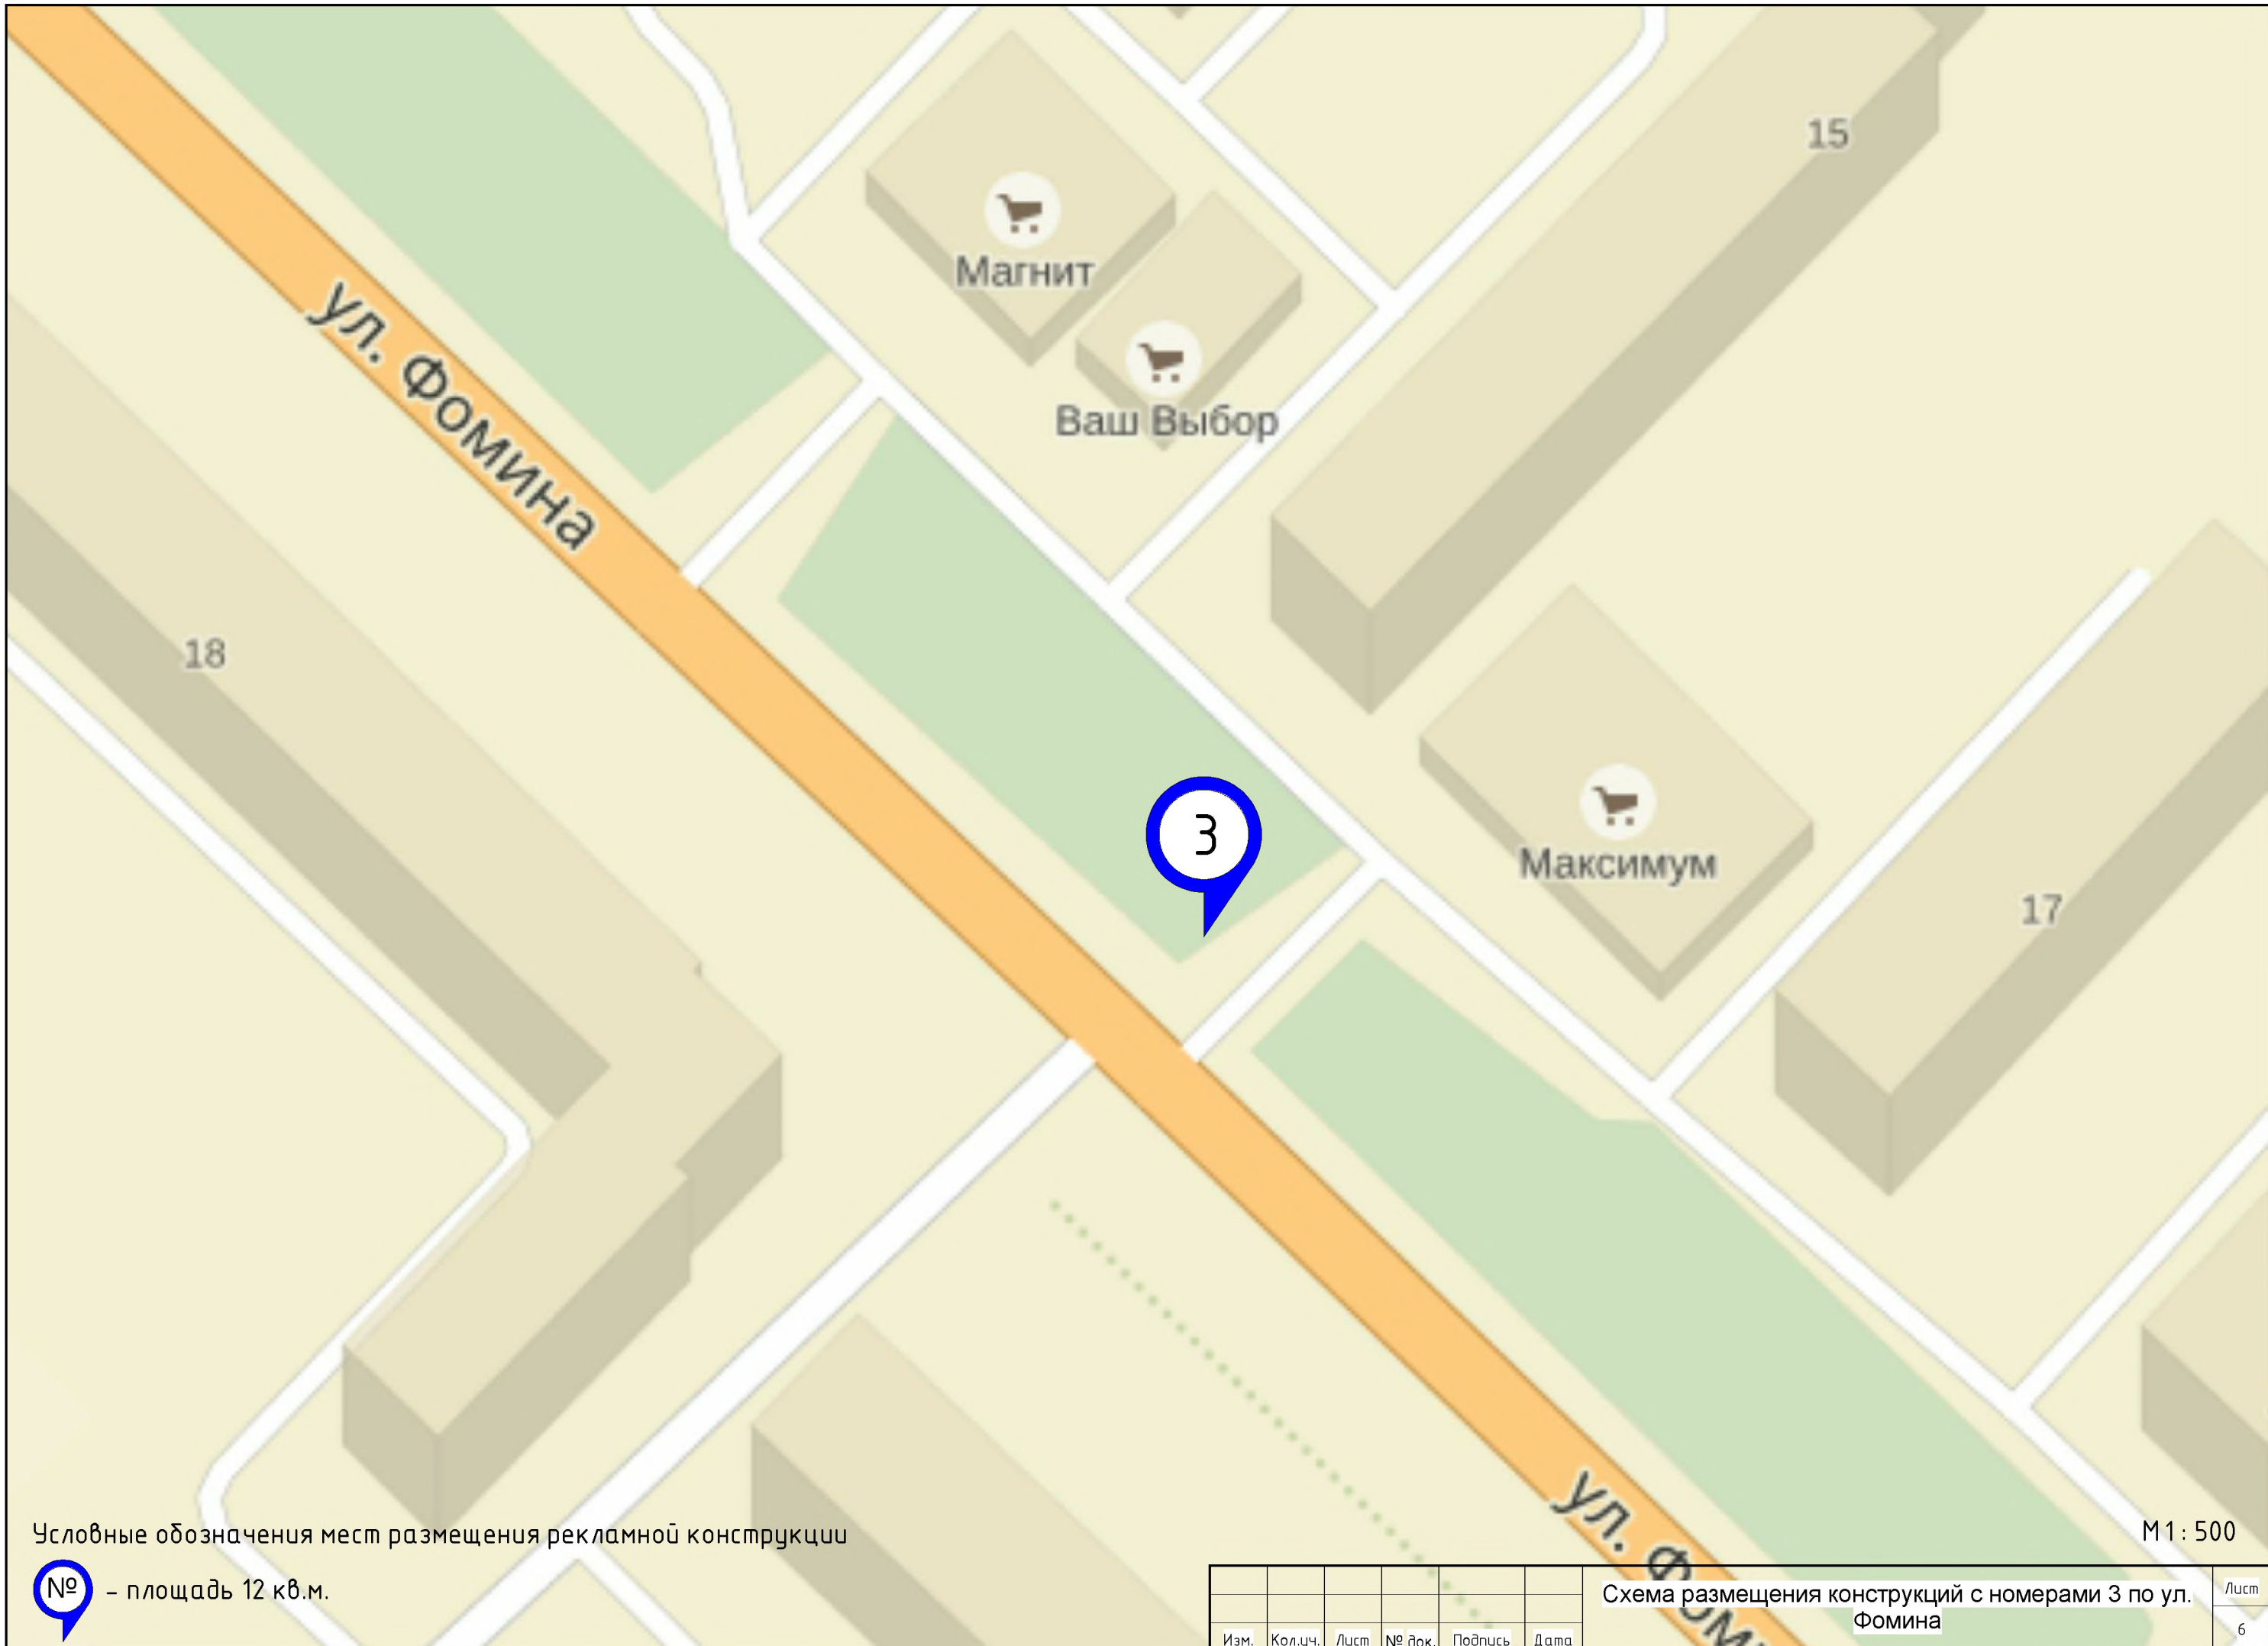 15
Магнит
ул. Фомина
Ваш Выбор
18
3
Максимум
17
ул. Фоми
Условные обозначения мест размещения рекламной конструкции
М 1 : 500
№ – площадь 12 кв.м.
Схема размещения конструкций с номерами 3 по ул.
Фомина
Лист
6
Изм. Кол.уч. Лист № док. Подпись Дата